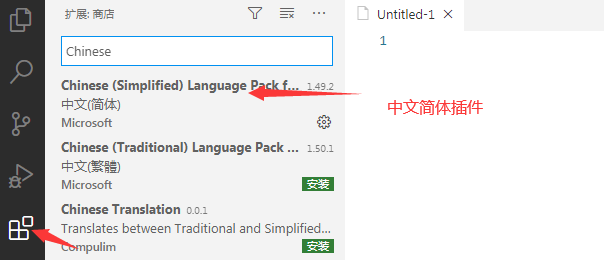 扩展: 商店
Untitled-1
Chinese
1
Chinese (Simplified) Language Pack f... 1.49.2
中文(简体)
Microsoft
中文简体插件
Chinese (Traditional) Language Pack ... 1.50.1
中文(繁體)
Microsoft 安装
Chinese Translation 0.0.1
Translates between Traditional and Simplified...
Compulim 安装